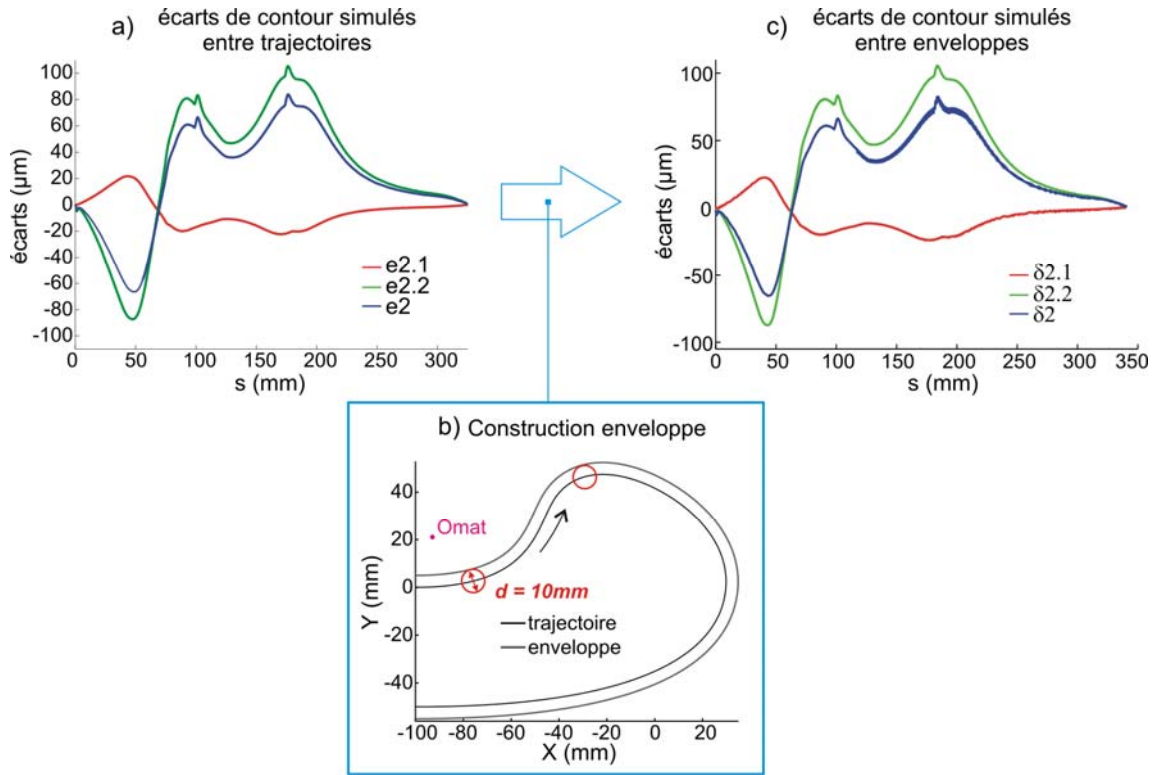 a) écarts de contour simulés
entre trajectoires
écarts (µm)
100
80
60
40
20
0
-20
-40
-60
-80
-100
e2.1
e2.2
e2
0 50 100 150 200 250 300
s (mm)
c) écarts de contour simulés
entre enveloppes
écarts (µm)
100
50
0
-50
-100
δ2.1
δ2.2
δ2
0 50 100 150 200 250 300 350
s (mm)
b) Construction enveloppe
Y (mm)
40
20
0
-20
-40
Omat
d = 10mm
trajectoire
enveloppe
-100 -80 -60 -40 -20 0 20
X (mm)